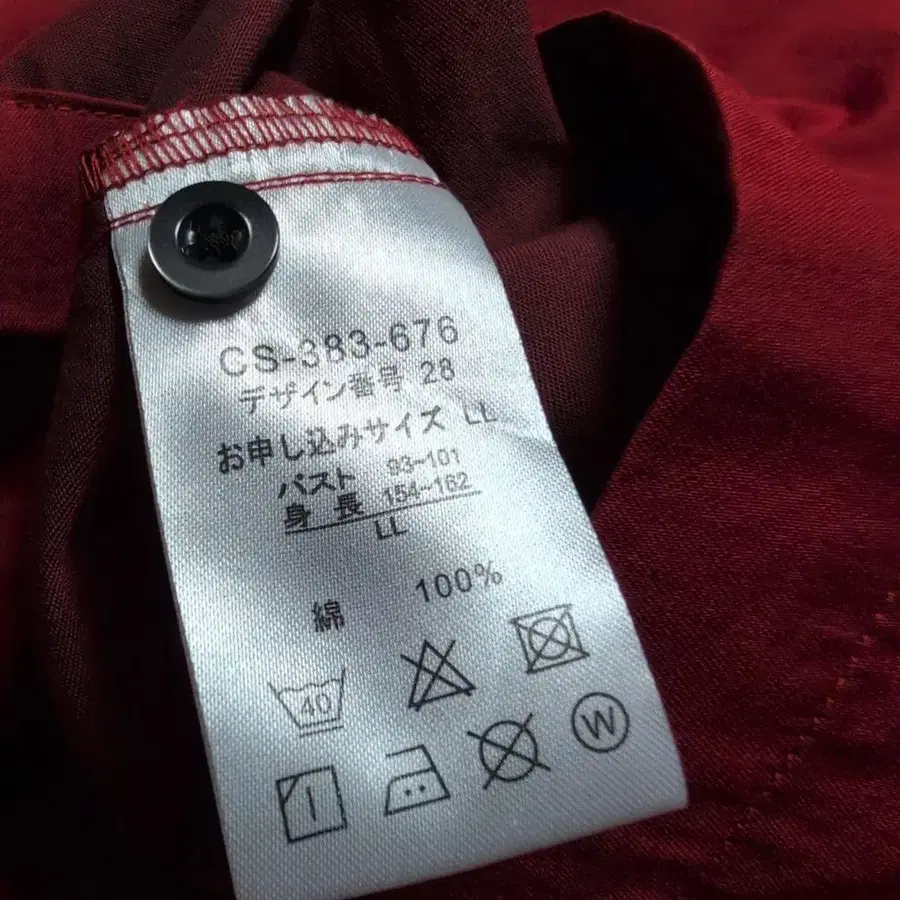 CS-383-676
デザイン番号 28
お申し込みサイズ LL
バスト 93~101
身長 154~162
LL
綿 100%
40
W